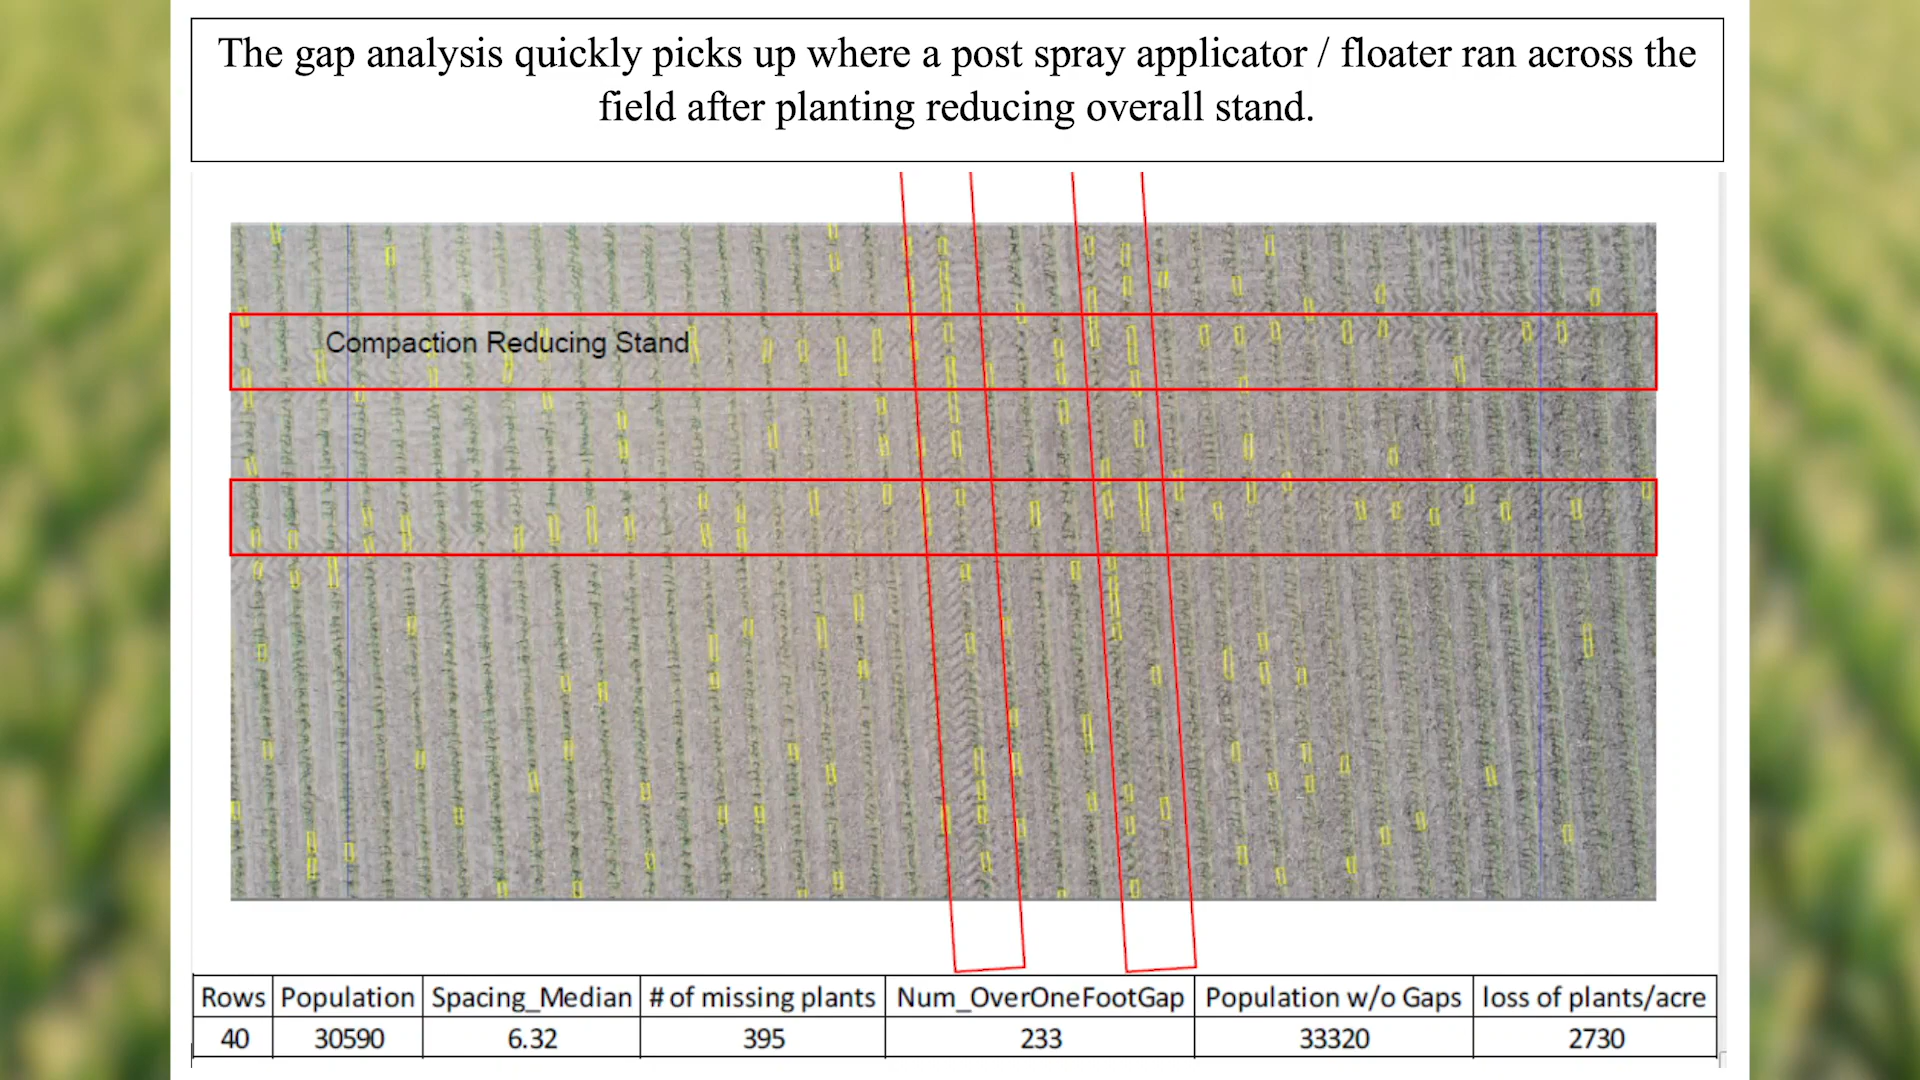 The gap analysis quickly picks up where a post spray applicator / floater ran across the
field after planting reducing overall stand.
Compaction Reducing Stand
Rows Population Spacing_Median # of missing plants Num_OverOneFootGap Population w/o Gaps loss of plants/acre
40 30590 6.32 395 233 33320 2730